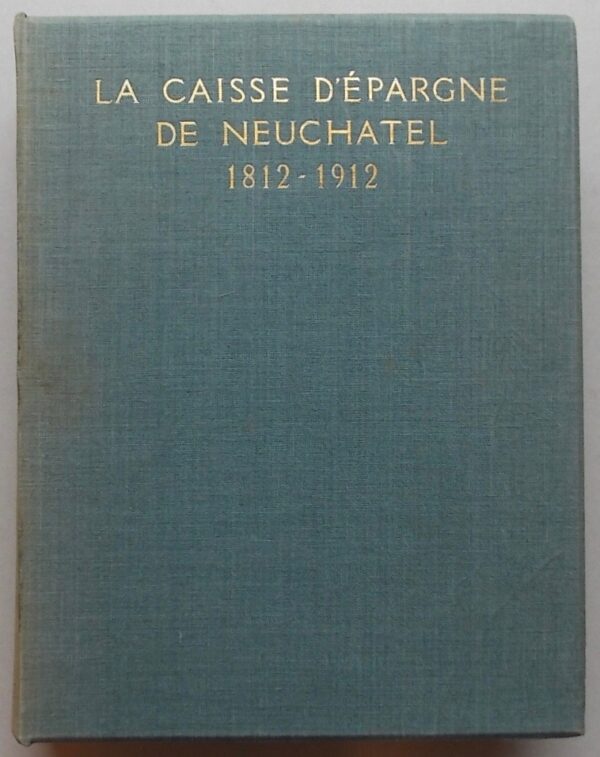 LA CAISSE D'ÉPARGNE
DE NEUCHATEL
1812-1912